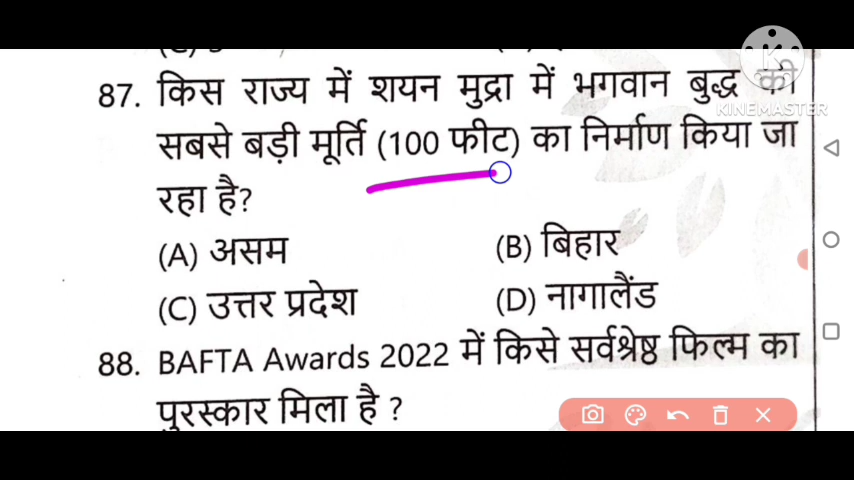 87. किस राज्य में शयन मुद्रा में भगवान बुद्ध की
KINEMASTER
सबसे बड़ी मूर्ति (100 फीट) का निर्माण किया जा
रहा है?
(A) असम (B) बिहार
(C) उत्तर प्रदेश (D) नागालैंड
88. BAFTA Awards 2022 में किसे सर्वश्रेष्ठ फिल्म का
पुरस्कार मिला है ?